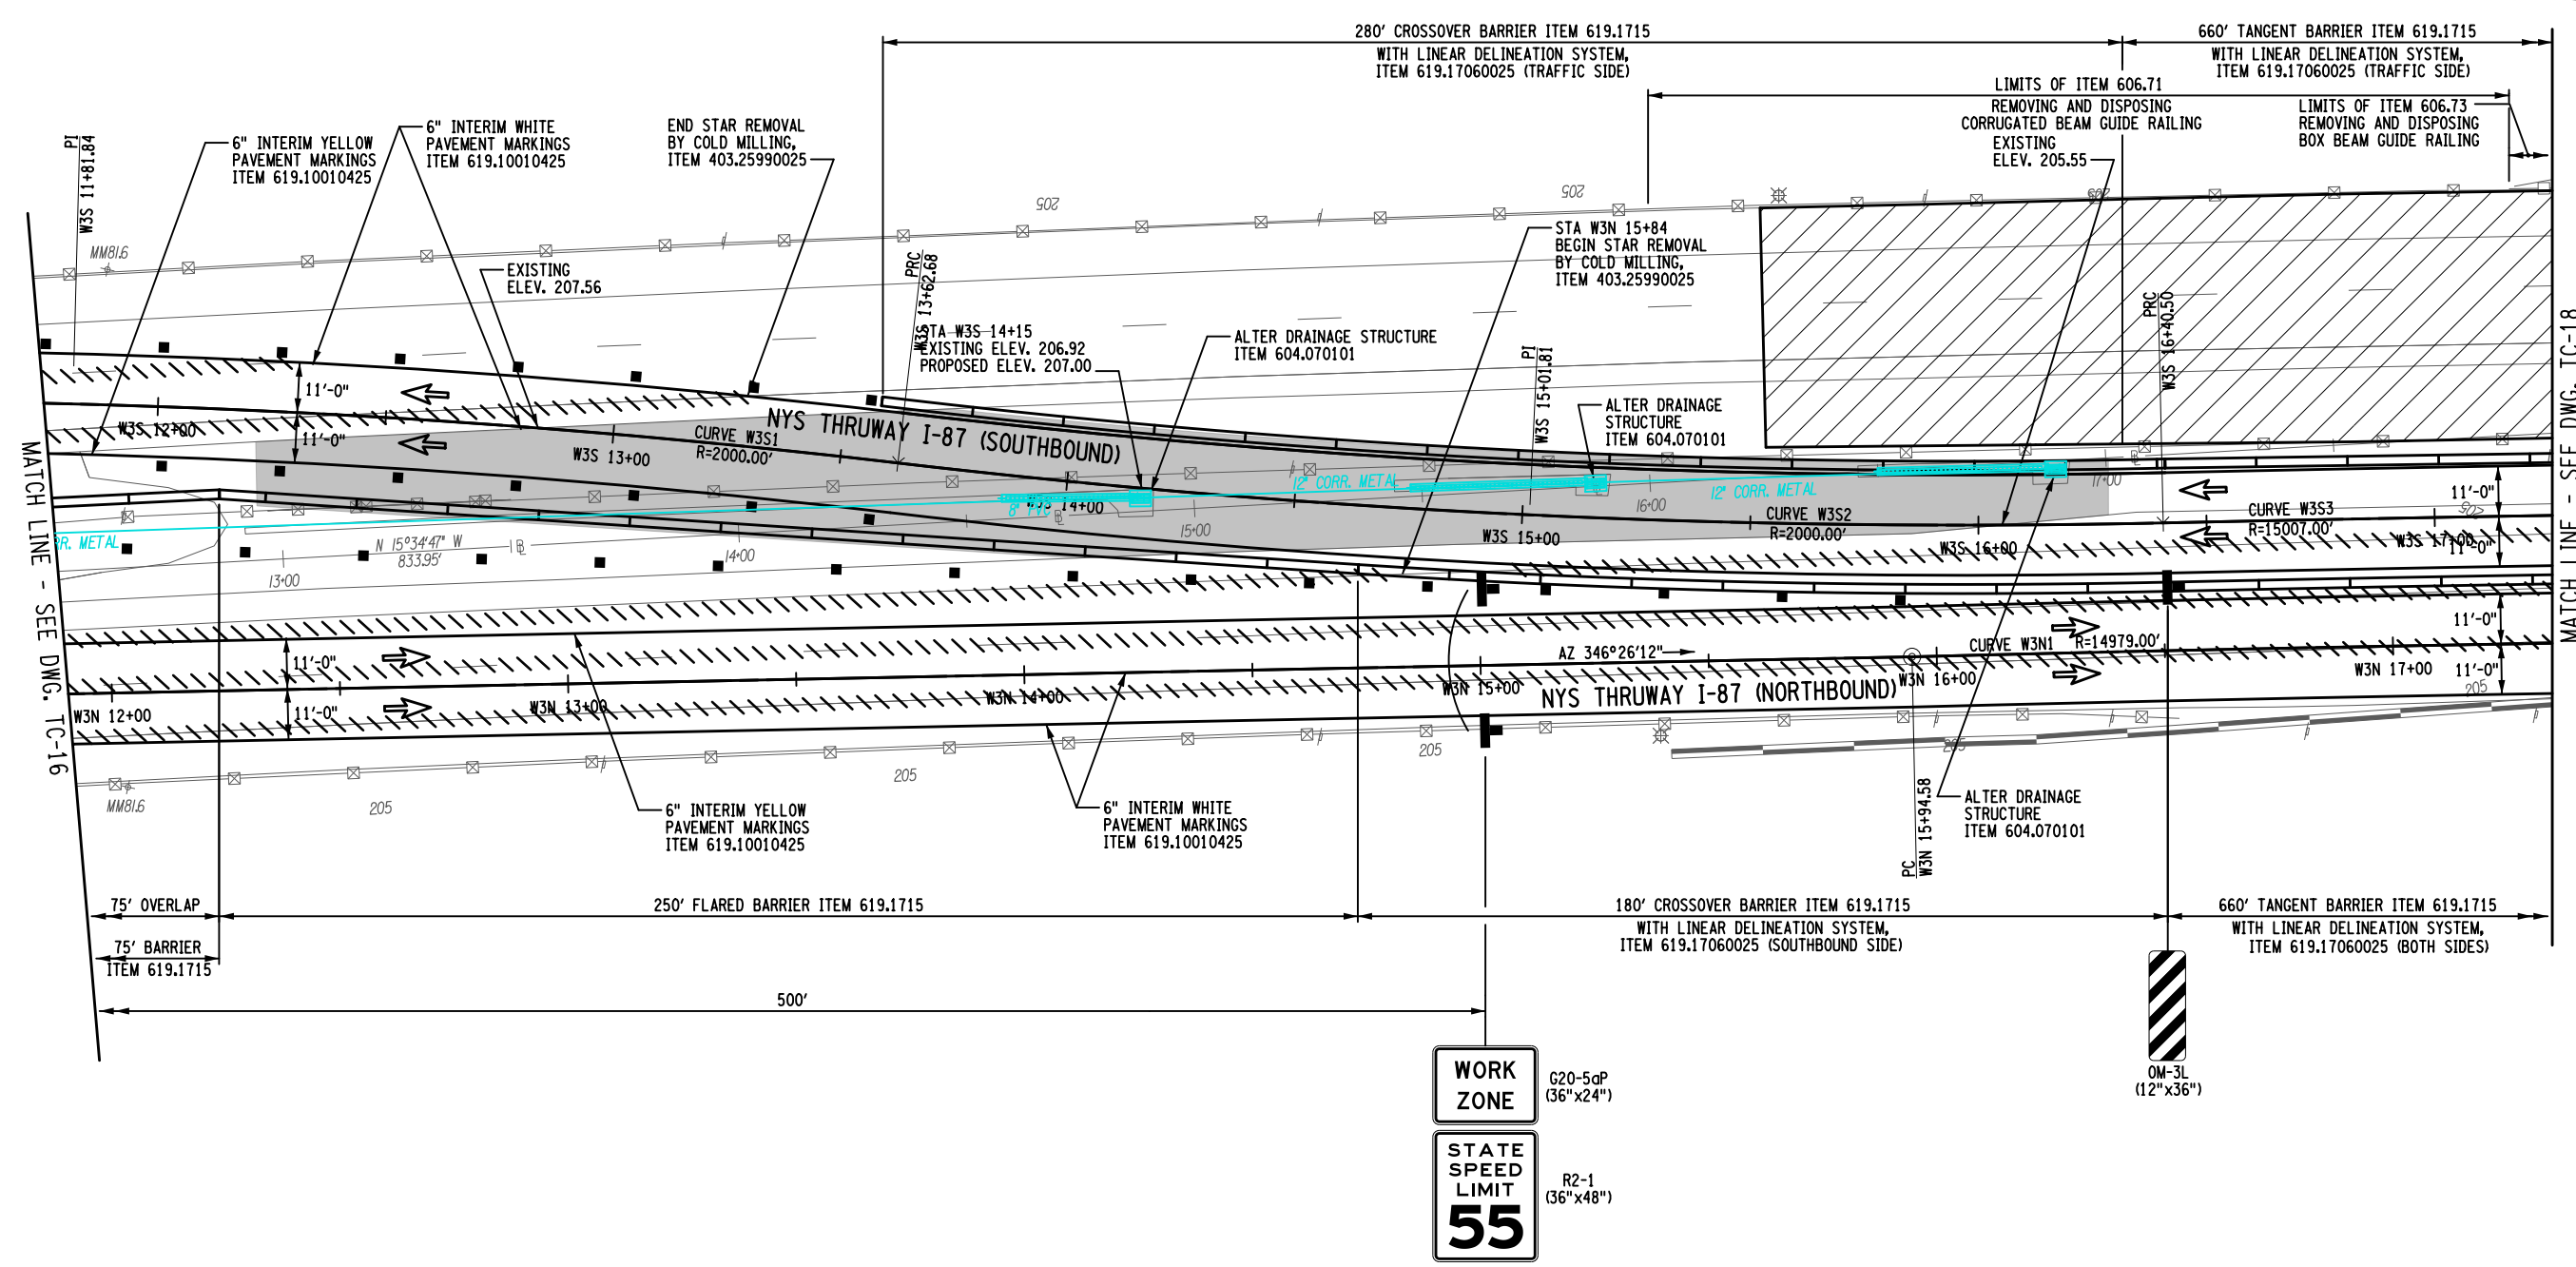 280' CROSSOVER BARRIER ITEM 619.1715
WITH LINEAR DELINEATION SYSTEM,
ITEM 619.17060025 (TRAFFIC SIDE)
660' TANGENT BARRIER ITEM 619.1715
WITH LINEAR DELINEATION SYSTEM,
ITEM 619.17060025 (TRAFFIC SIDE)
LIMITS OF ITEM 606.71
REMOVING AND DISPOSING
CORRUGATED BEAM GUIDE RAILING
EXISTING
ELEV. 205.55
LIMITS OF ITEM 606.73
REMOVING AND DISPOSING
BOX BEAM GUIDE RAILING
PI
W3S 11+81.84
6" INTERIM YELLOW
PAVEMENT MARKINGS
ITEM 619.10010425
6" INTERIM WHITE
PAVEMENT MARKINGS
ITEM 619.10010425
END STAR REMOVAL
BY COLD MILLING,
ITEM 403.25990025
205
205
205
MM81.6
EXISTING
ELEV. 207.56
PRC
W3S 13+62.68
STA W3N 15+84
BEGIN STAR REMOVAL
BY COLD MILLING,
ITEM 403.25990025
STA W3S 14+15
EXISTING ELEV. 206.92
PROPOSED ELEV. 207.00
ALTER DRAINAGE STRUCTURE
ITEM 604.070101
PI
W3S 15+01.81
PRC
W3S 16+40.50
ALTER DRAINAGE
STRUCTURE
ITEM 604.070101
11'-0"
11'-0"
W3S 12+00
W3S 13+00
CURVE W3S1
R=2000.00'
NYS THRUWAY I-87 (SOUTHBOUND)
W3S 14+00
8" PVC
12" CORR. METAL
12" CORR. METAL
RR. METAL
N 15°34'47" W
833.95'
13+00
14+00
15+00
16+00
17+00
W3S 15+00
CURVE W3S2
R=2000.00'
W3S 16+00
CURVE W3S3
R=15007.00'
W3S 17+00
205
11'-0"
11'-0"
MATCH LINE - SEE DWG. TC-16
MATCH LINE - SEE DWG. TC-18
11'-0"
11'-0"
W3N 12+00
W3N 13+00
W3N 14+00
W3N 15+00
AZ 346°26'12"
NYS THRUWAY I-87 (NORTHBOUND)
W3N 16+00
CURVE W3N1
R=14979.00'
W3N 17+00
11'-0"
11'-0"
205
MM81.6
205
205
205
205
6" INTERIM YELLOW
PAVEMENT MARKINGS
ITEM 619.10010425
6" INTERIM WHITE
PAVEMENT MARKINGS
ITEM 619.10010425
PC
W3N 15+94.58
ALTER DRAINAGE
STRUCTURE
ITEM 604.070101
75' OVERLAP
250' FLARED BARRIER ITEM 619.1715
180' CROSSOVER BARRIER ITEM 619.1715
WITH LINEAR DELINEATION SYSTEM,
ITEM 619.17060025 (SOUTHBOUND SIDE)
660' TANGENT BARRIER ITEM 619.1715
WITH LINEAR DELINEATION SYSTEM,
ITEM 619.17060025 (BOTH SIDES)
75' BARRIER
ITEM 619.1715
500'
WORK
ZONE
G20-5aP
(36"x24")
OM-3L
(12"x36")
STATE
SPEED
LIMIT
55
R2-1
(36"x48")